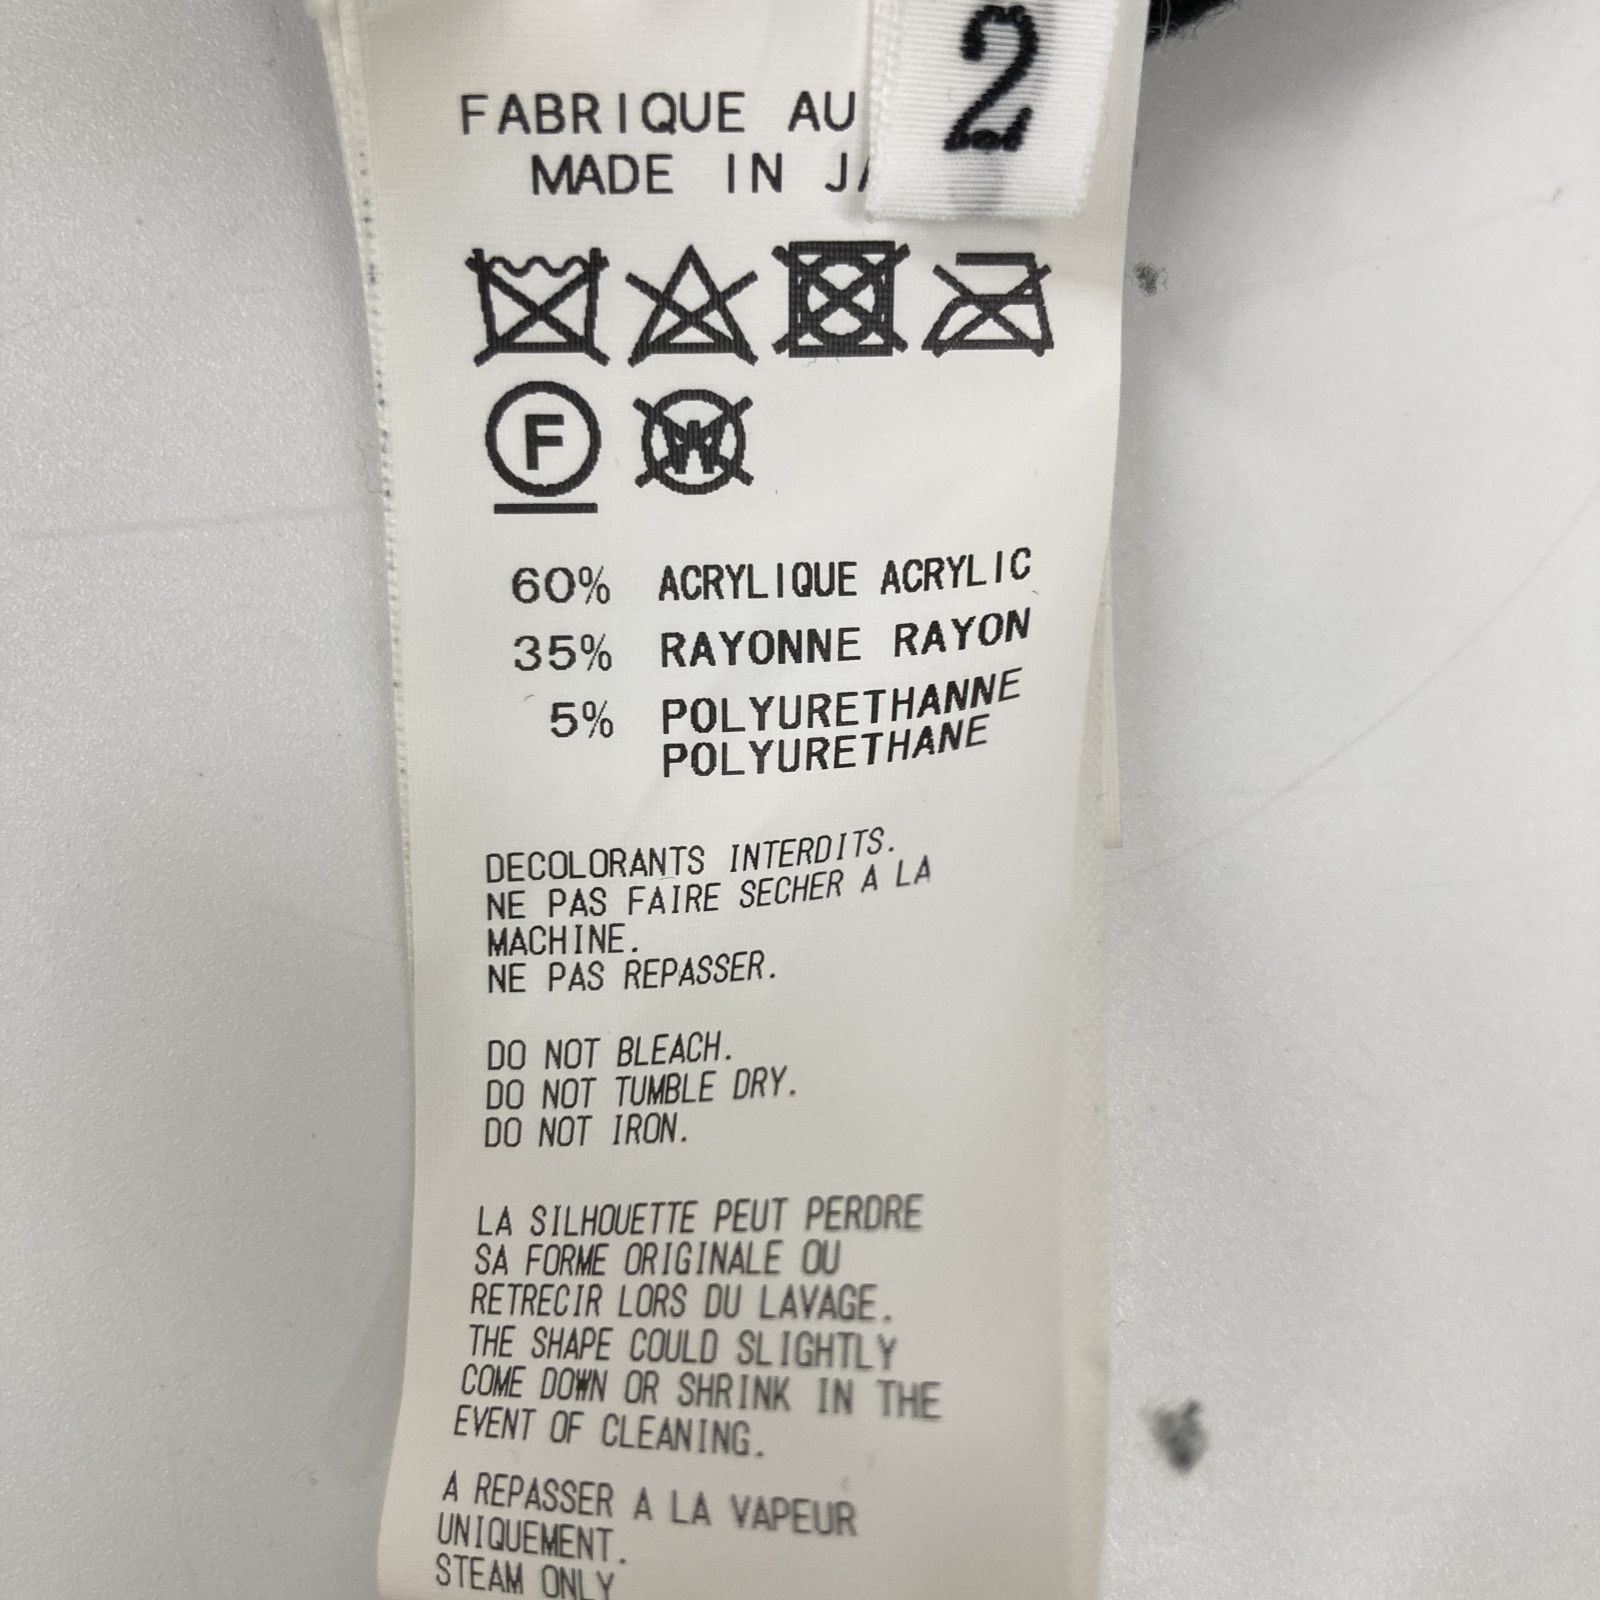 2
FABRIQUE AU
MADE IN
F
W
60% ACRYLIQUE ACRYLIC
35% RAYONNE RAYON
5% POLYURETHANNE
POLYURETHANE
DECOLORANTS INTERDITS.
NE PAS FAIRE SECHER A LA
MACHINE.
NE PAS REPASSER.
DO NOT BLEACH.
DO NOT TUMBLE DRY.
DO NOT IRON.
LA SILHOUETTE PEUT PERDRE
SA FORME ORIGINALE OU
RETRECIR LORS DU LAVAGE.
THE SHAPE COULD SLIGHTLY
COME DOWN OR SHRINK IN THE
EVENT OF CLEANING.
A REPASSER A LA VAPEUR
UNIQUEMENT.
STEAM ONLY